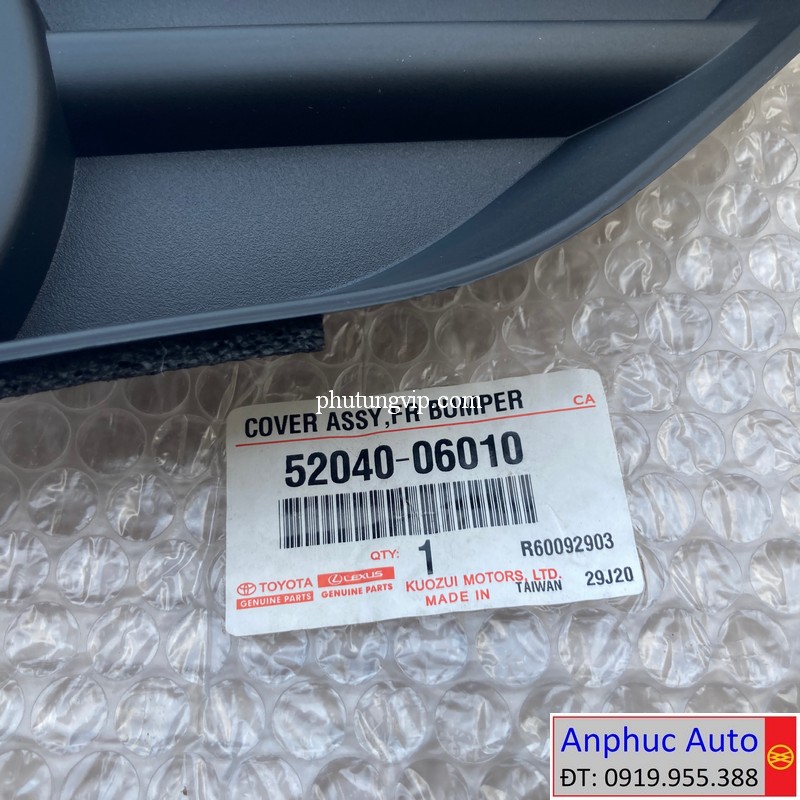 phutungvip.com
COVER ASSY,FR BUMPER
CA
52040-06010
QTY: 1
R60092903
TOYOTA
GENUINE PARTS
LEXUS
GENUINE PARTS
KUOZUI MOTORS, LTD.
MADE IN TAIWAN
29J20
Anphuc Auto
ĐT: 0919.955.388